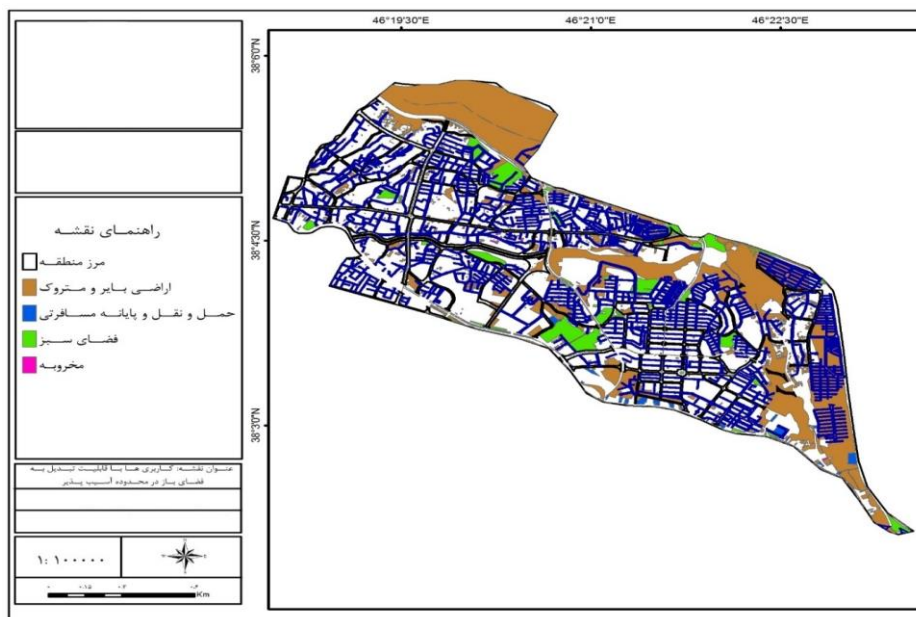 46°19'30"E 46°21'0"E 46°22'30"E
38°6'0"N
38°4'30"N
38°3'0"N
راهنمای نقشه
مرز منطقه
اراضی بایر و متروک
حمل و نقل و پایانه مسافرتی
فضای سبز
مخروبه
عنوان نقشه: کاربری ها با قابلیت تبدیل به
فضای باز در محدوده آسیب پذیر
۱: ۱۰۰۰۰۰
Km